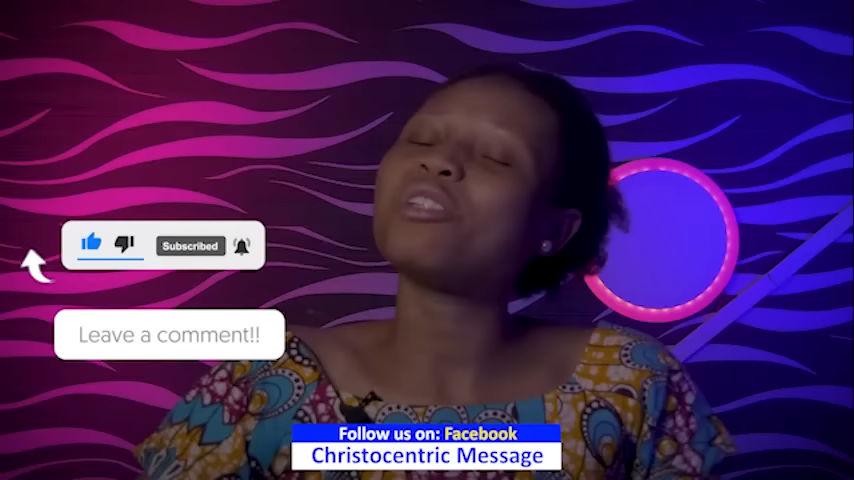 Subscribed
Leave a comment!!
Follow us on: Facebook
Christocentric Message